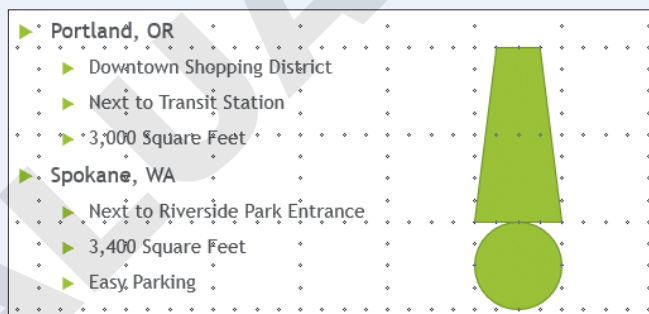 Portland, OR
Downtown Shopping District
Next to Transit Station
3,000 Square Feet
Spokane, WA
Next to Riverside Park Entrance
3,400 Square Feet
Easy Parking